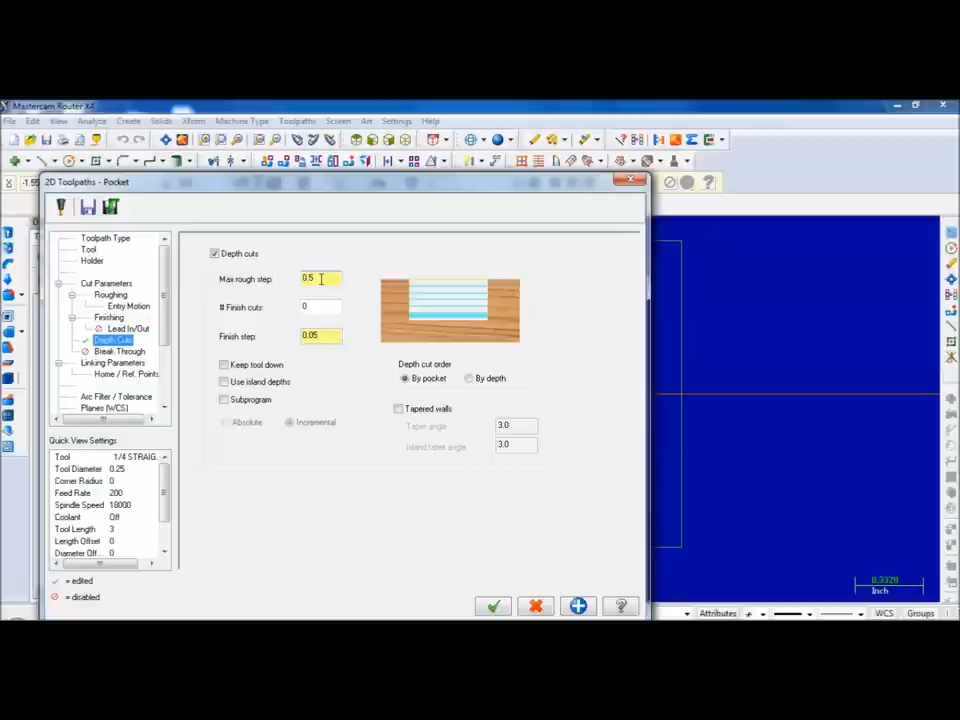 Mastercam Router X4
File Edit View Analyze Create Solids Xform Machine Type Toolpaths Screen Art Settings Help
2D Toolpaths - Pocket
Toolpath Type
Tool
Holder
Cut Parameters
Roughing
Entry Motion
Finishing
Lead In/Out
Depth Cuts
Break Through
Linking Parameters
Home / Ref. Points
Arc Filter / Tolerance
Planes (WCS)
Quick View Settings
Tool 1/4 STRAIG..
Tool Diameter 0.25
Corner Radius 0
Feed Rate 200
Spindle Speed 18000
Coolant Off
Tool Length 3
Length Offset 0
Diameter Off... 0
= edited
= disabled
Depth cuts
Max rough step: 0.5
# Finish cuts: 0
Finish step: 0.05
Keep tool down
Use island depths
Subprogram
Absolute Incremental
Depth cut order
By pocket By depth
Tapered walls
Taper angle 3.0
Island taper angle 3.0
0.3328
Inch
Attributes WCS Groups